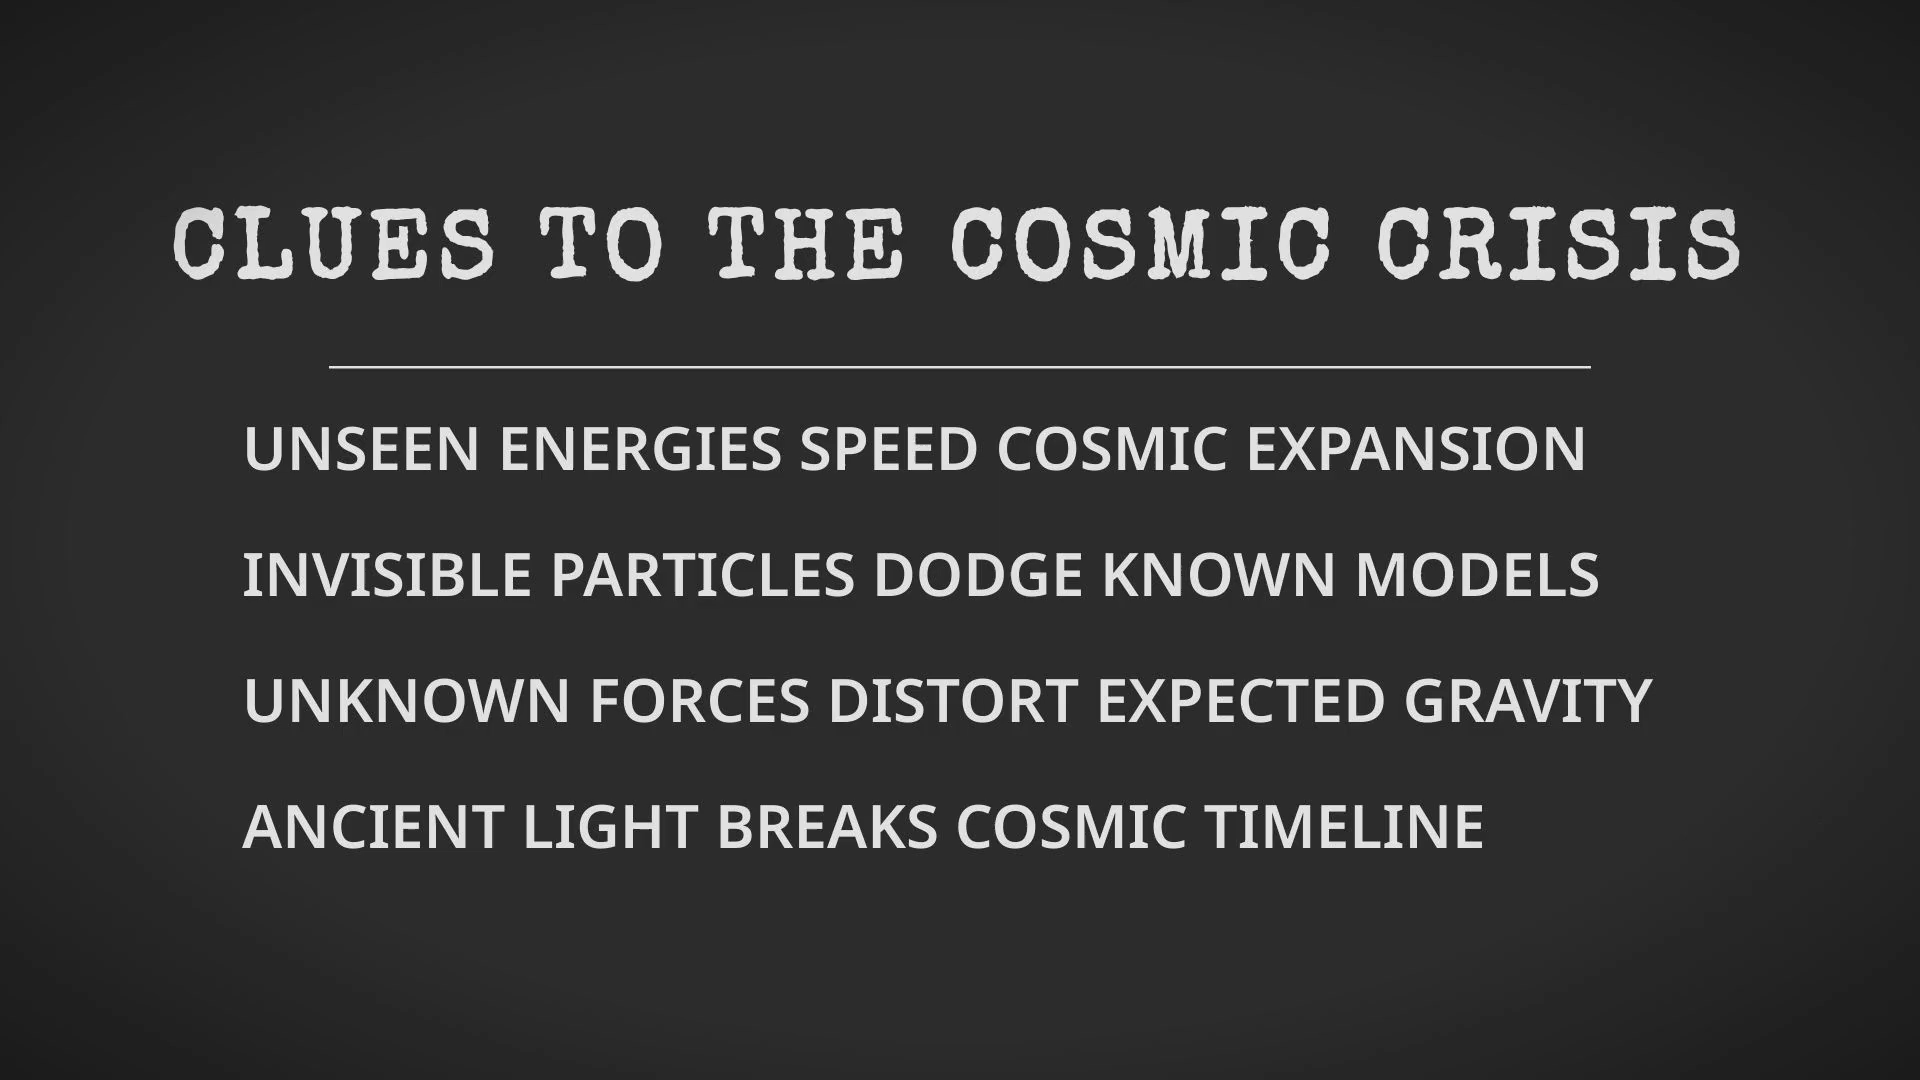 CLUES TO THE COSMIC CRISIS
UNSEEN ENERGIES SPEED COSMIC EXPANSION
INVISIBLE PARTICLES DODGE KNOWN MODELS
UNKNOWN FORCES DISTORT EXPECTED GRAVITY
ANCIENT LIGHT BREAKS COSMIC TIMELINE